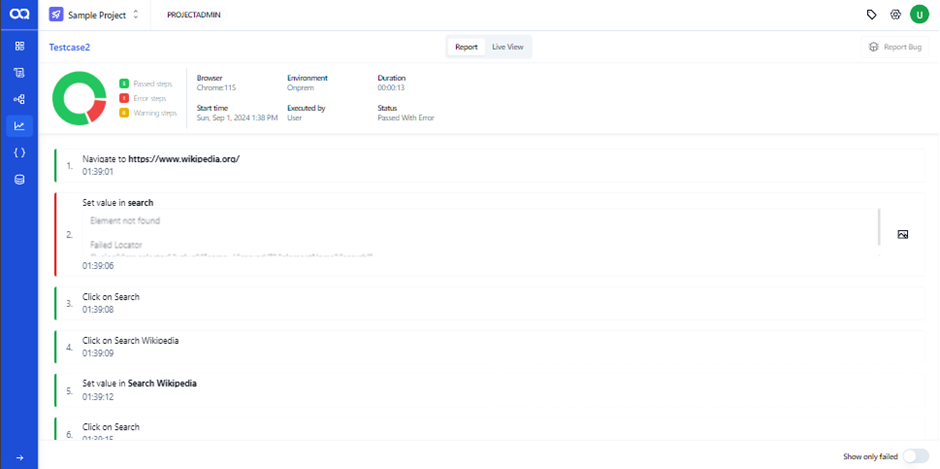 Sample Project
PROJECTADMIN
U
Testcase2
Report
Live View
Report Bug
Passed steps
Error steps
Warning steps
Browser
Chrome:115
Environment
Onprem
Duration
00:00:13
Start time
Sun, Sep 1, 2024 1:38 PM
Executed by
User
Status
Passed With Error
1.
Navigate to https://www.wikipedia.org/
01:39:01
2.
Set value in search
Element not found
Failed Locator
01:39:06
3.
Click on Search
01:39:08
4.
Click on Search Wikipedia
01:39:09
5.
Set value in Search Wikipedia
01:39:12
6.
Click on Search
01:39:15
Show only failed